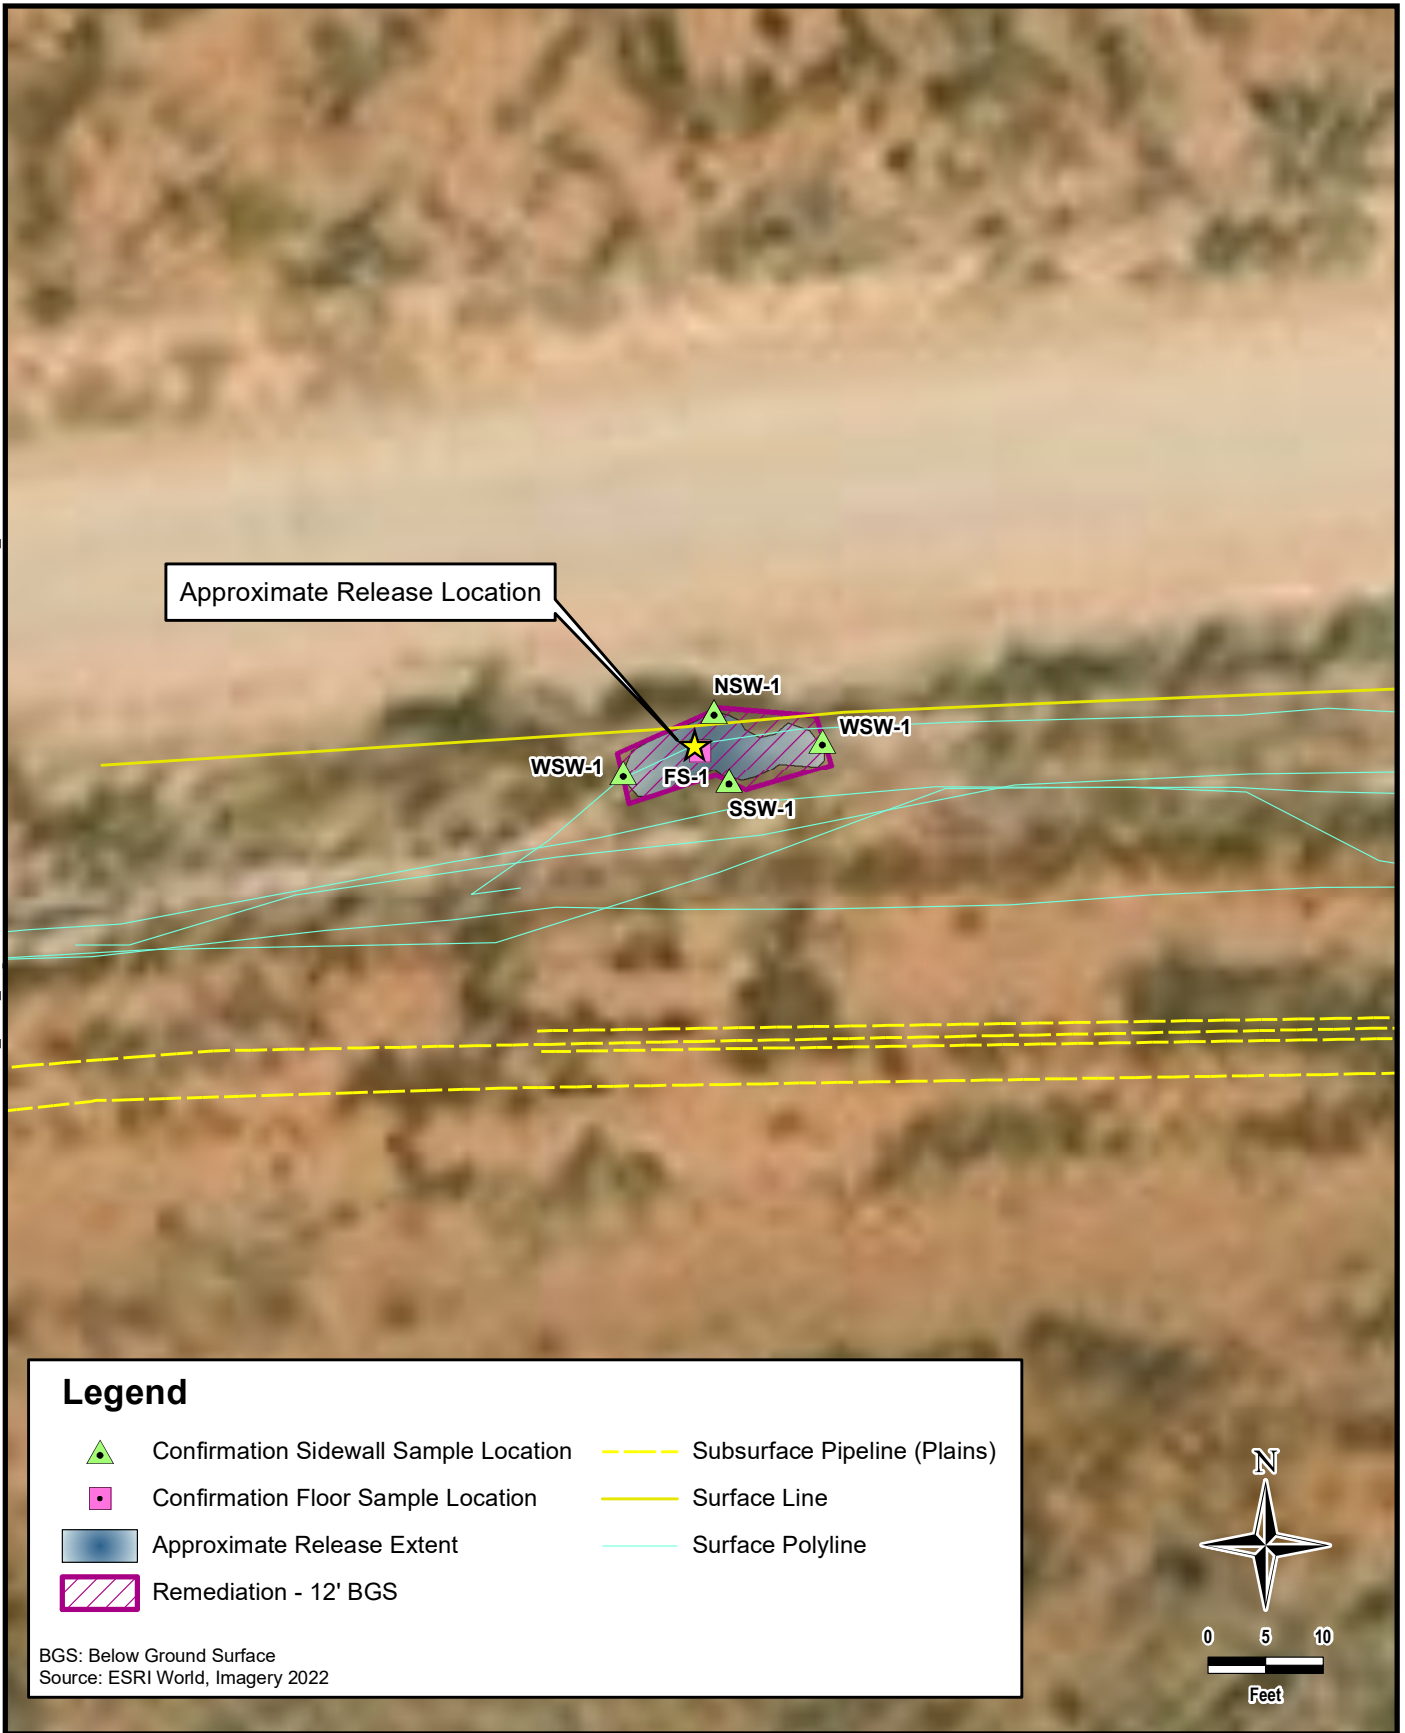 Approximate Release Location
NSW-1
WSW-1
WSW-1
FS-1
SSW-1
Legend
Confirmation Sidewall Sample Location
Confirmation Floor Sample Location
Approximate Release Extent
Remediation - 12' BGS
Subsurface Pipeline (Plains)
Surface Line
Surface Polyline
BGS: Below Ground Surface
Source: ESRI World, Imagery 2022
N
0 5 10
Feet